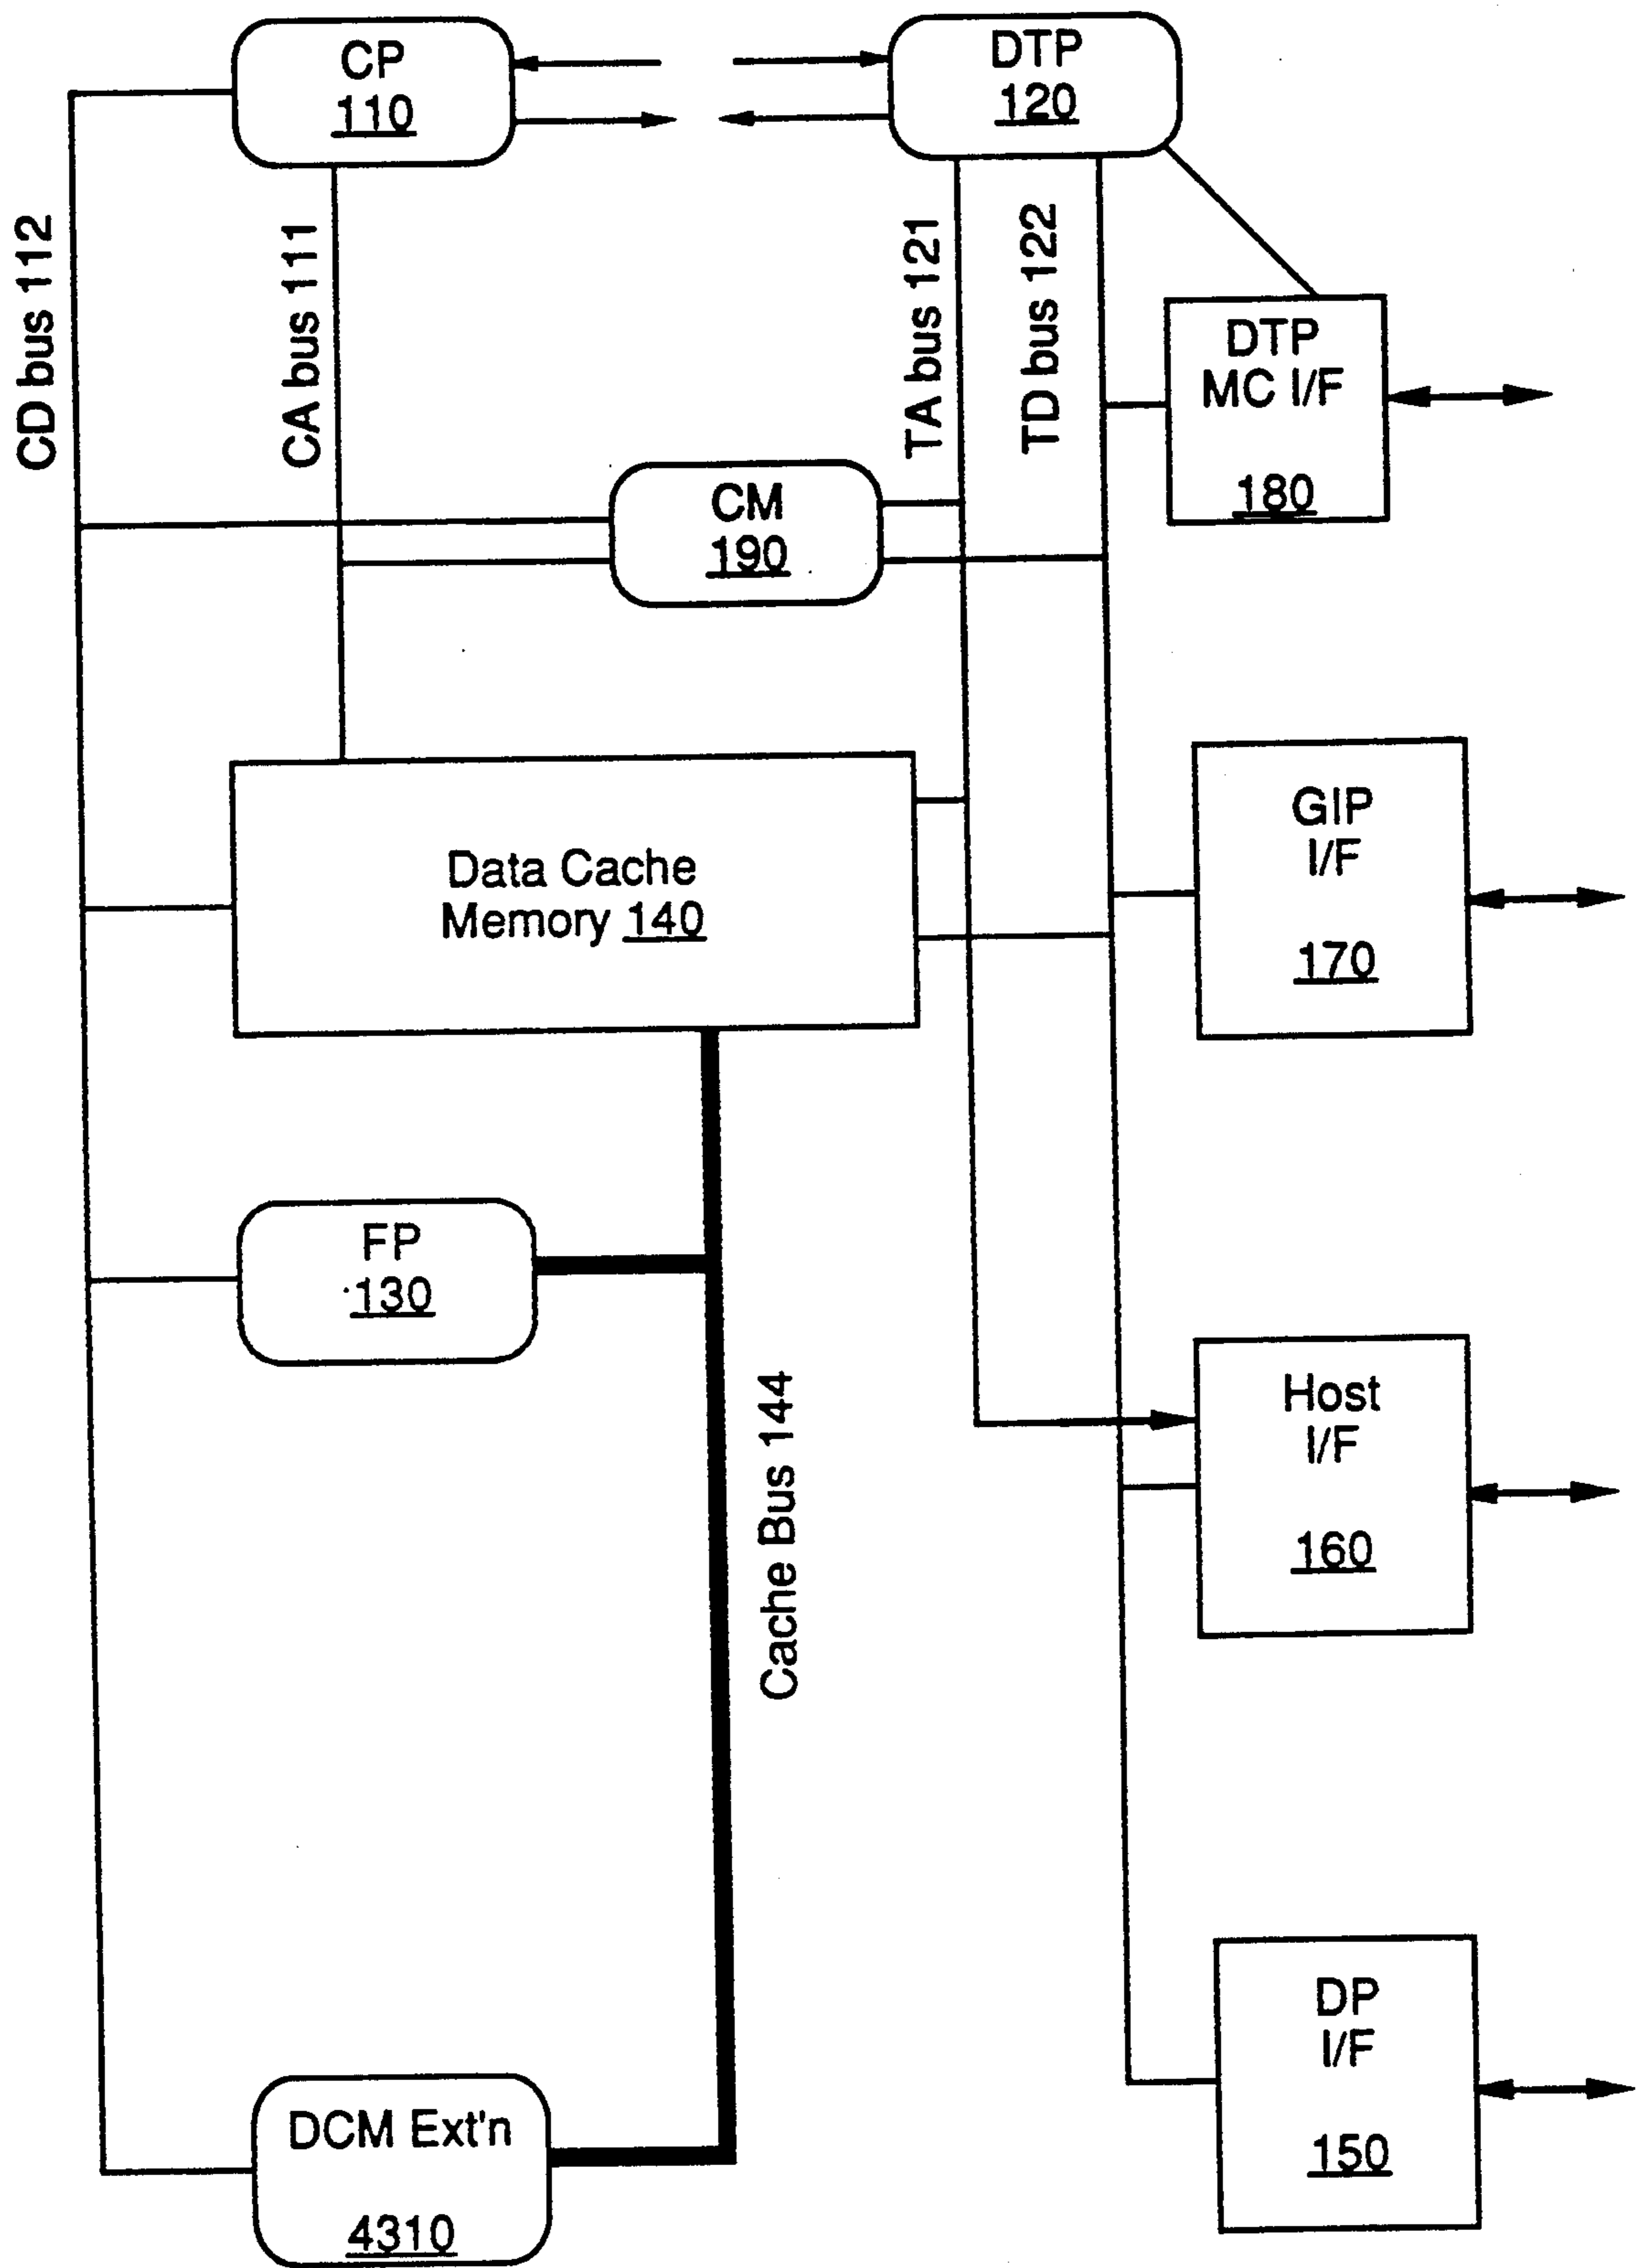 CP
110
DTP
120
CD bus 112
CA bus 111
TA bus 121
TD bus 122
DTP
MC I/F
180
CM
190
Data Cache
Memory 140
GIP
I/F
170
FP
130
Cache Bus 144
Host
I/F
160
DP
I/F
150
DCM Ext'n
4310